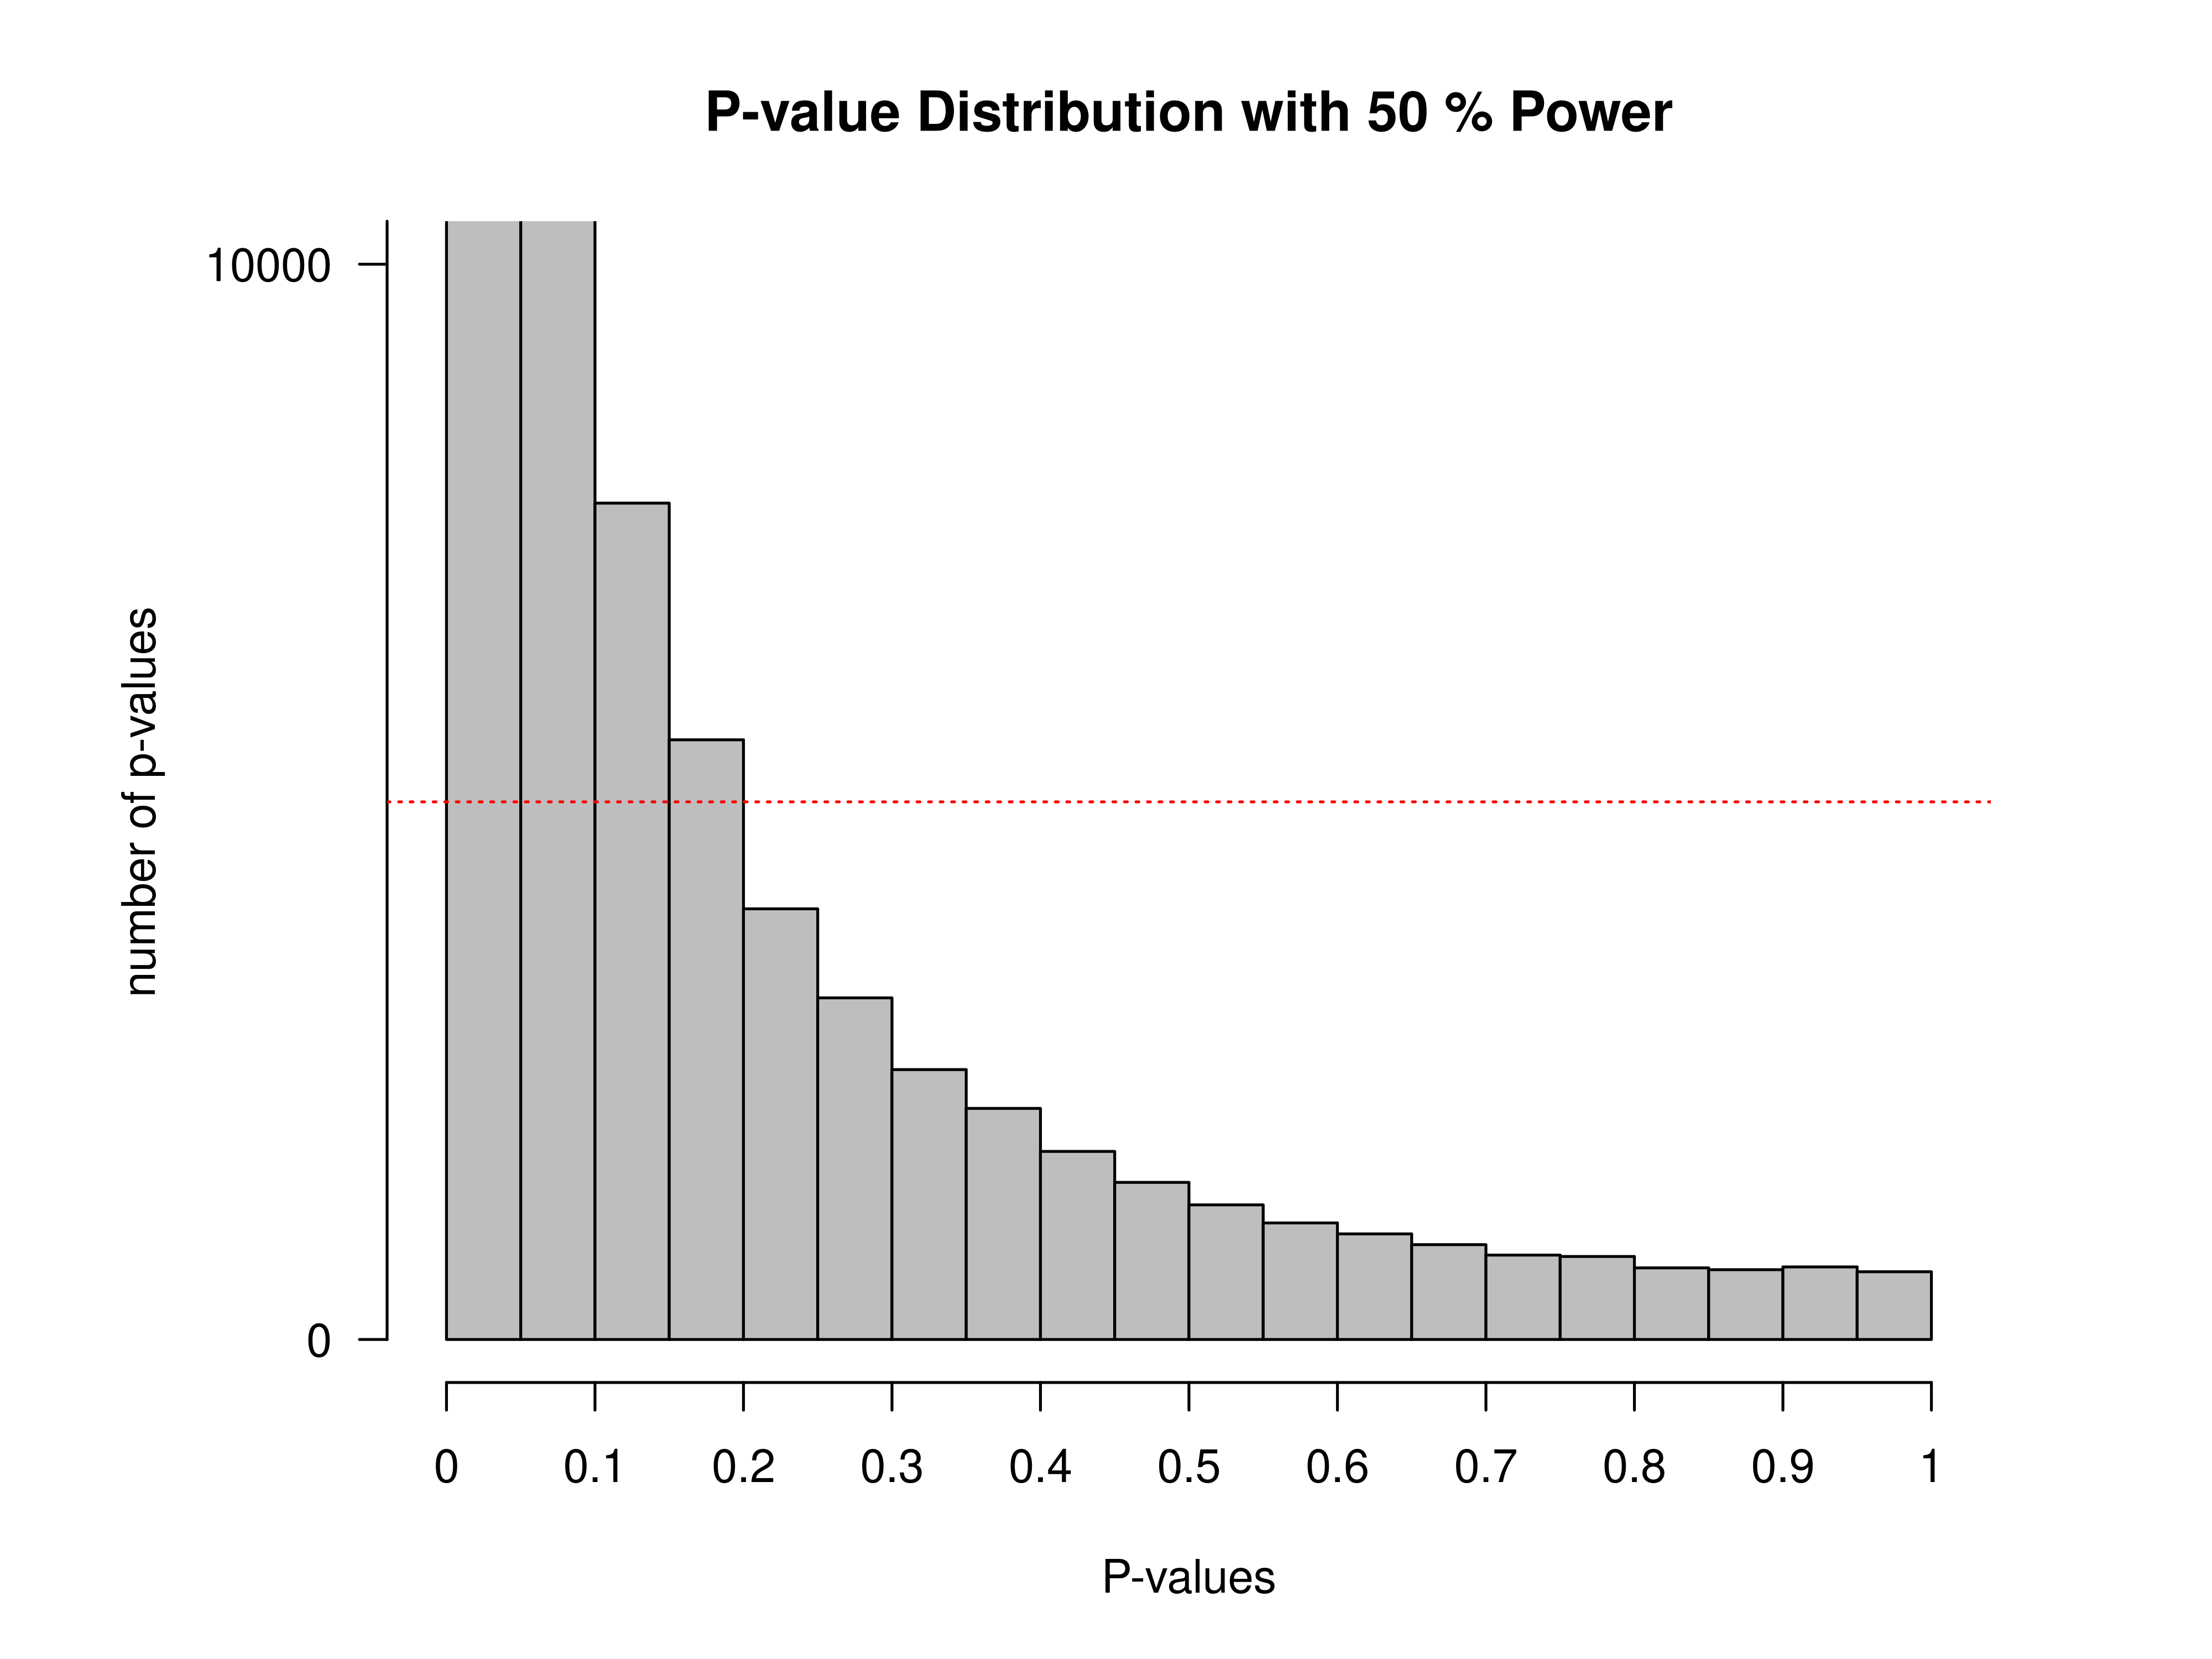 P-value Distribution with 50 % Power
number of p-values
10000
0
0 0.1 0.2 0.3 0.4 0.5 0.6 0.7 0.8 0.9 1
P-values